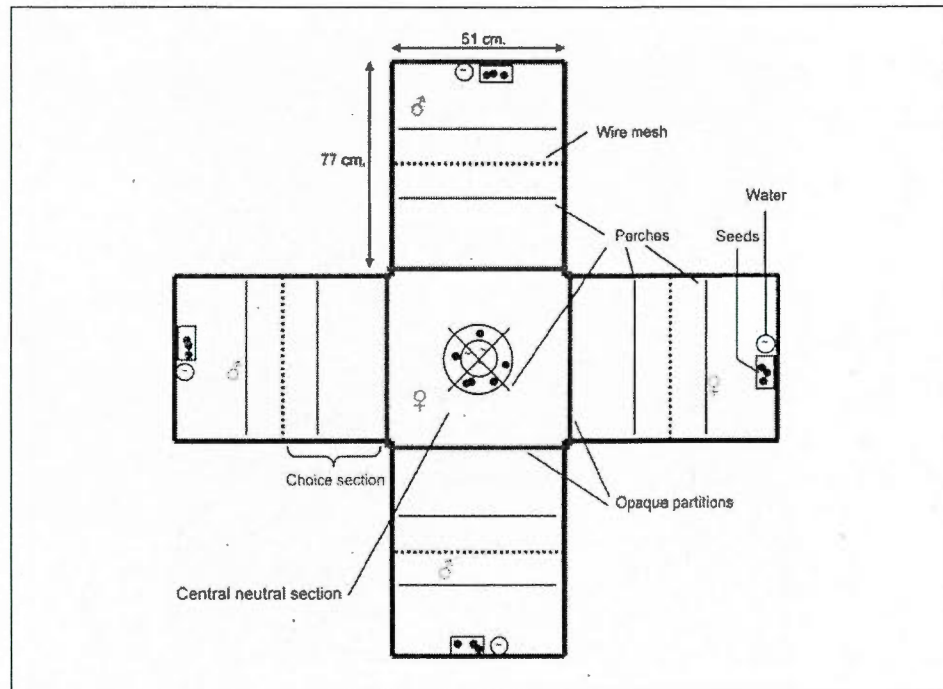 51 cm.
♂
Wire mesh
77 cm.
Water
Perches
Seeds
♂
♀
♀
Choice section
Opaque partitions
♂
Central neutral section